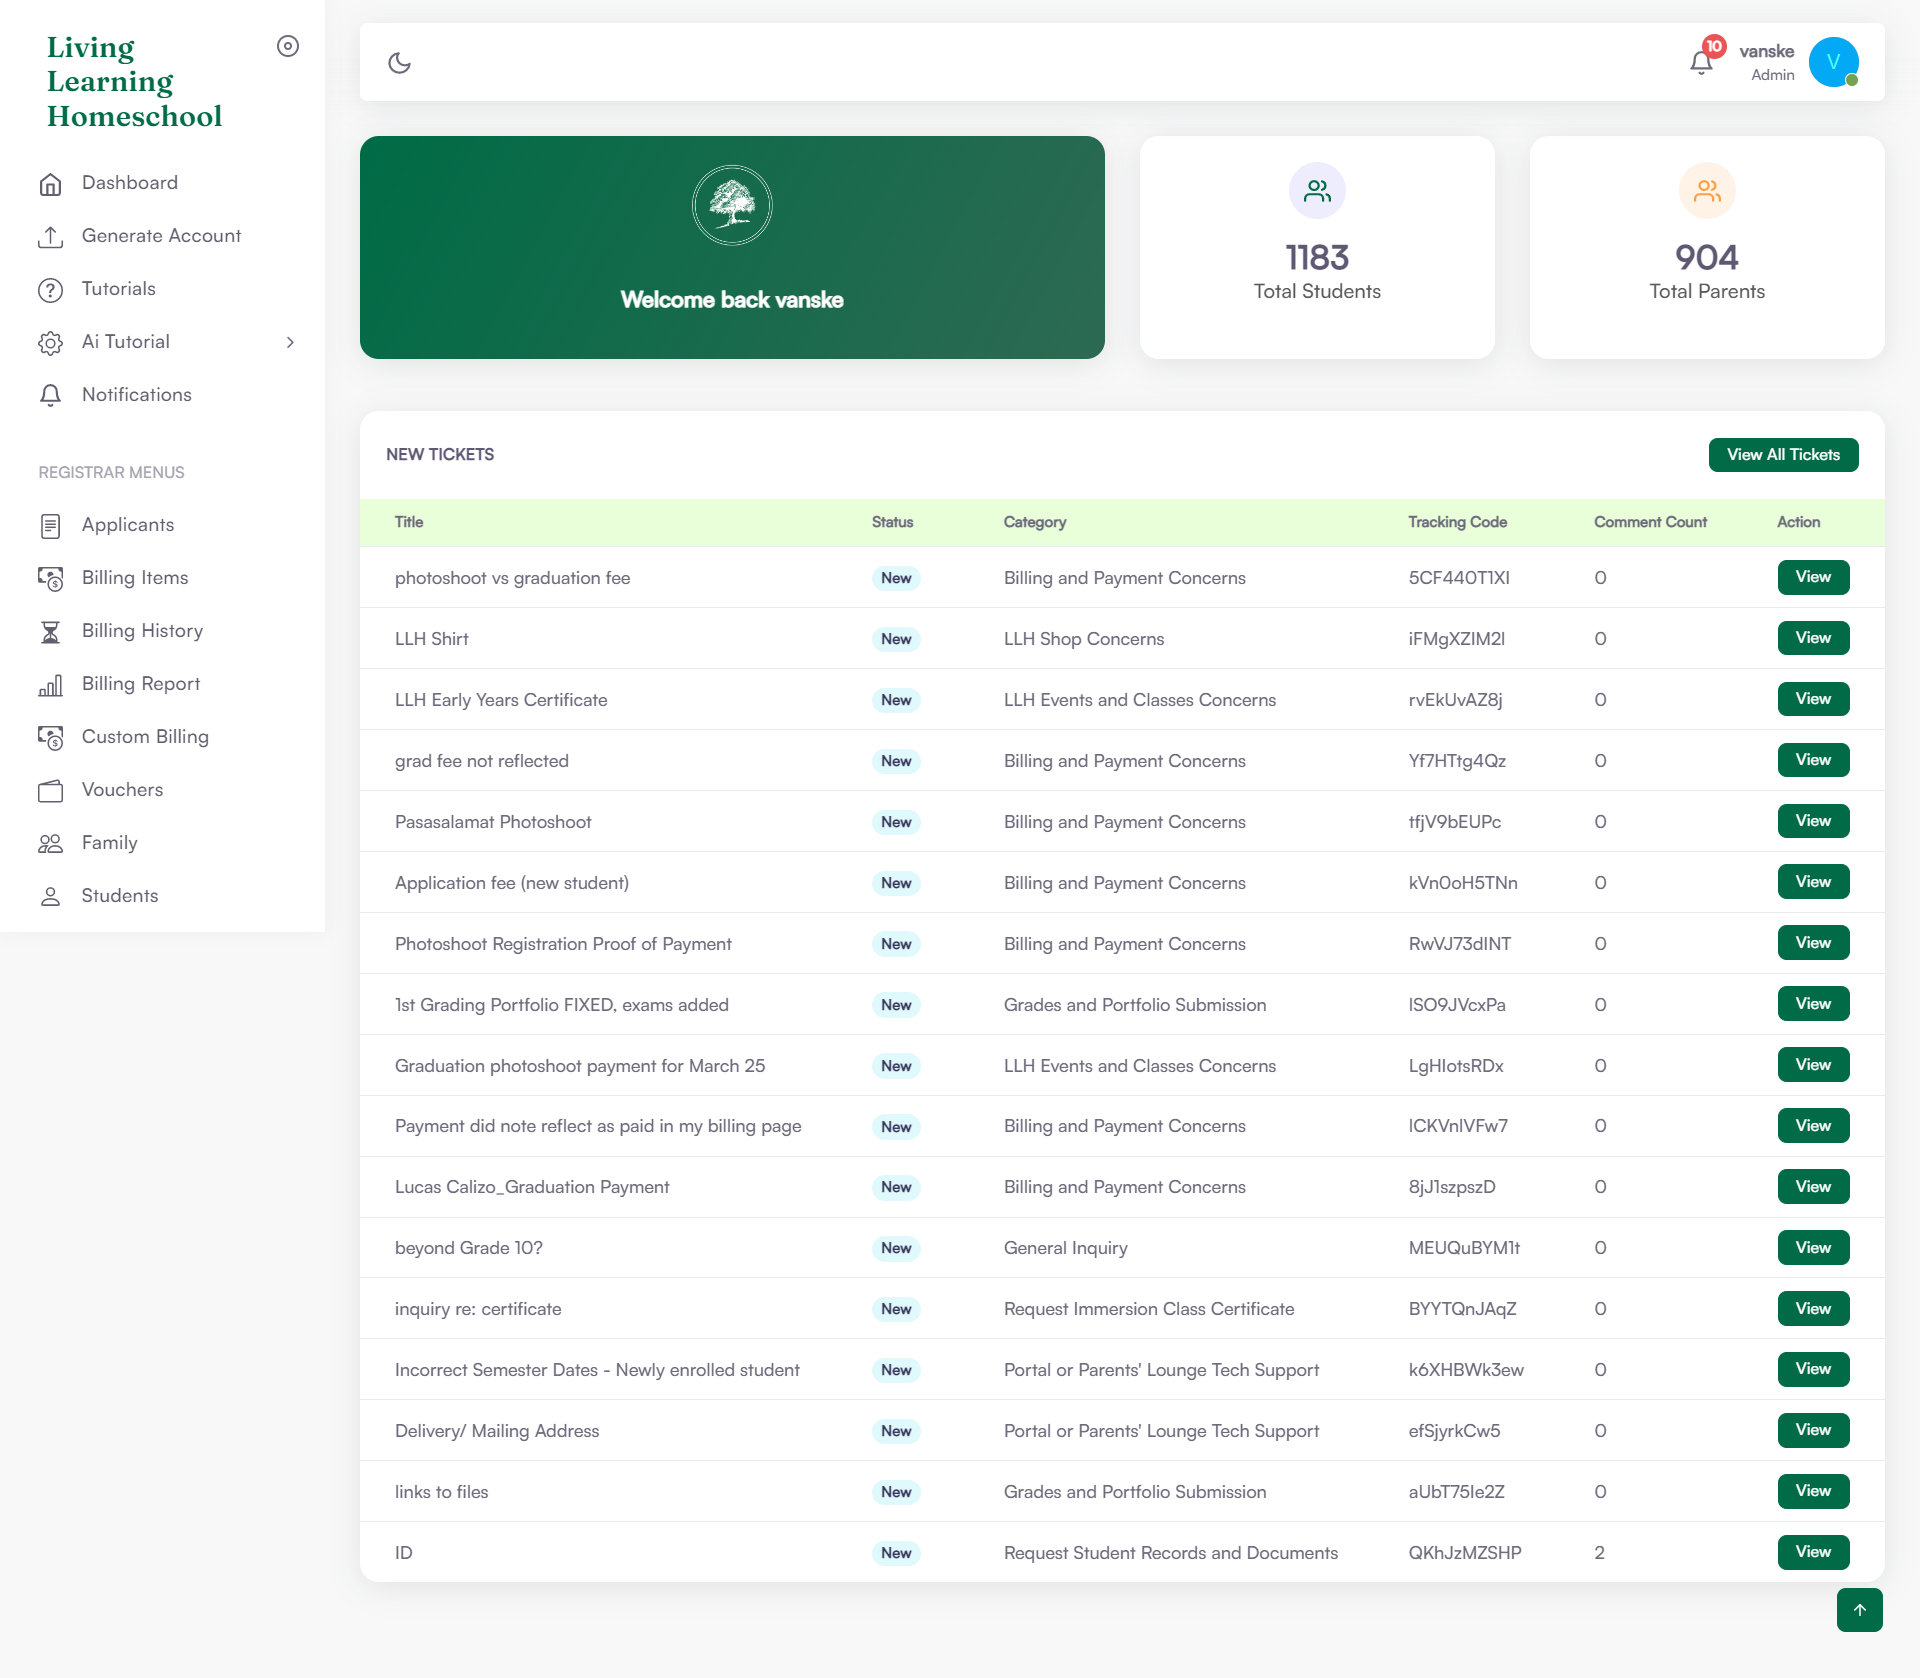 Living
Learning
Homeschool
Dashboard
Generate Account
Tutorials
Ai Tutorial
Notifications
REGISTRAR MENUS
Applicants
Billing Items
Billing History
Billing Report
Custom Billing
Vouchers
Family
Students
10
vanske
Admin
V
Welcome back vanske
1183
Total Students
904
Total Parents
NEW TICKETS
View All Tickets
Title Status Category Tracking Code Comment Count Action
photoshoot vs graduation fee New Billing and Payment Concerns 5CF440T1XI 0 View
LLH Shirt New LLH Shop Concerns iFMgXZIM2l 0 View
LLH Early Years Certificate New LLH Events and Classes Concerns rvEkUvAZ8j 0 View
grad fee not reflected New Billing and Payment Concerns Yf7HTtg4Qz 0 View
Pasasalamat Photoshoot New Billing and Payment Concerns tfjV9bEUPc 0 View
Application fee (new student) New Billing and Payment Concerns kVn0oH5TNn 0 View
Photoshoot Registration Proof of Payment New Billing and Payment Concerns RwVJ73dINT 0 View
1st Grading Portfolio FIXED, exams added New Grades and Portfolio Submission lSO9JVcxPa 0 View
Graduation photoshoot payment for March 25 New LLH Events and Classes Concerns LgHIotsRDx 0 View
Payment did note reflect as paid in my billing page New Billing and Payment Concerns lCKVnlVFw7 0 View
Lucas Calizo_Graduation Payment New Billing and Payment Concerns 8jJ1szpszD 0 View
beyond Grade 10? New General Inquiry MEUQuBYM1t 0 View
inquiry re: certificate New Request Immersion Class Certificate BYYTQnJAqZ 0 View
Incorrect Semester Dates - Newly enrolled student New Portal or Parents' Lounge Tech Support k6XHBWk3ew 0 View
Delivery/ Mailing Address New Portal or Parents' Lounge Tech Support efSjyrkCw5 0 View
links to files New Grades and Portfolio Submission aUbT75Ie2Z 0 View
ID New Request Student Records and Documents QKhJzMZSHP 2 View